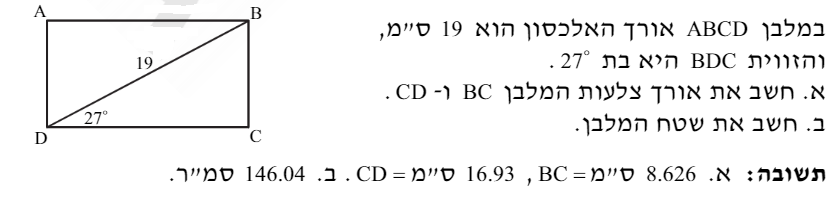 במלבן ABCD אורך האלכסון הוא 19 ס״מ,
והזווית BDC היא בת 27° .
א. חשב את אורך צלעות המלבן BC ו- CD .
ב. חשב את שטח המלבן.
A
B
19
27°
D
C
תשובה: א. 8.626 ס״מ = BC , 16.93 ס״מ = CD . ב. 146.04 סמ״ר.